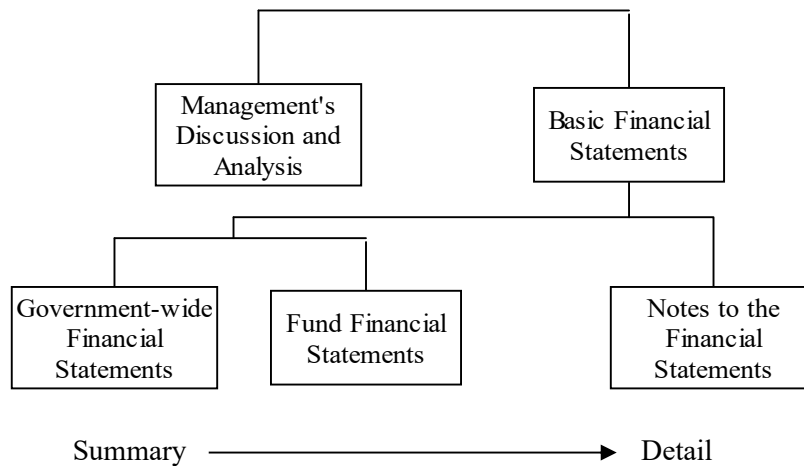 Management's
Discussion and
Analysis
Basic Financial
Statements
Government-wide
Financial
Statements
Fund Financial
Statements
Notes to the
Financial
Statements
Summary
Detail